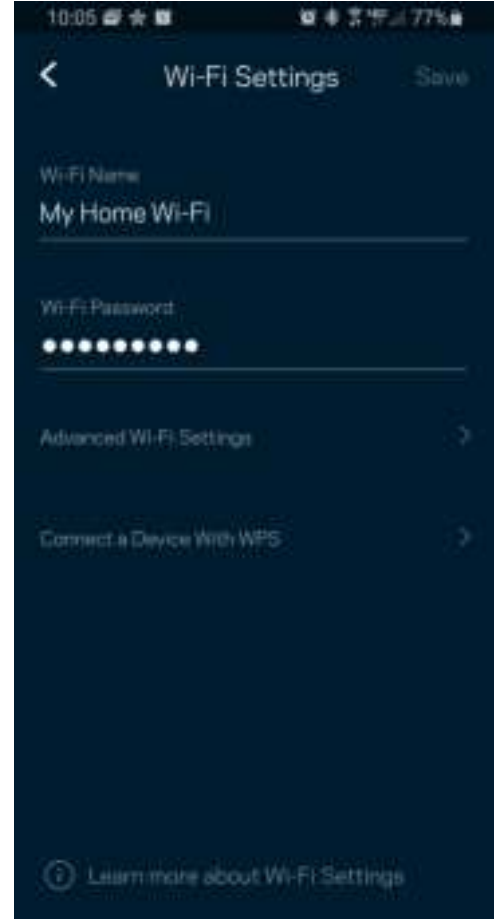 10:05 77%
Wi-Fi Settings Save
Wi-Fi Name
My Home Wi-Fi
Wi-Fi Password
●●●●●●●●●
Advanced Wi-Fi Settings
Connect a Device With WPS
Learn more about Wi-Fi Settings